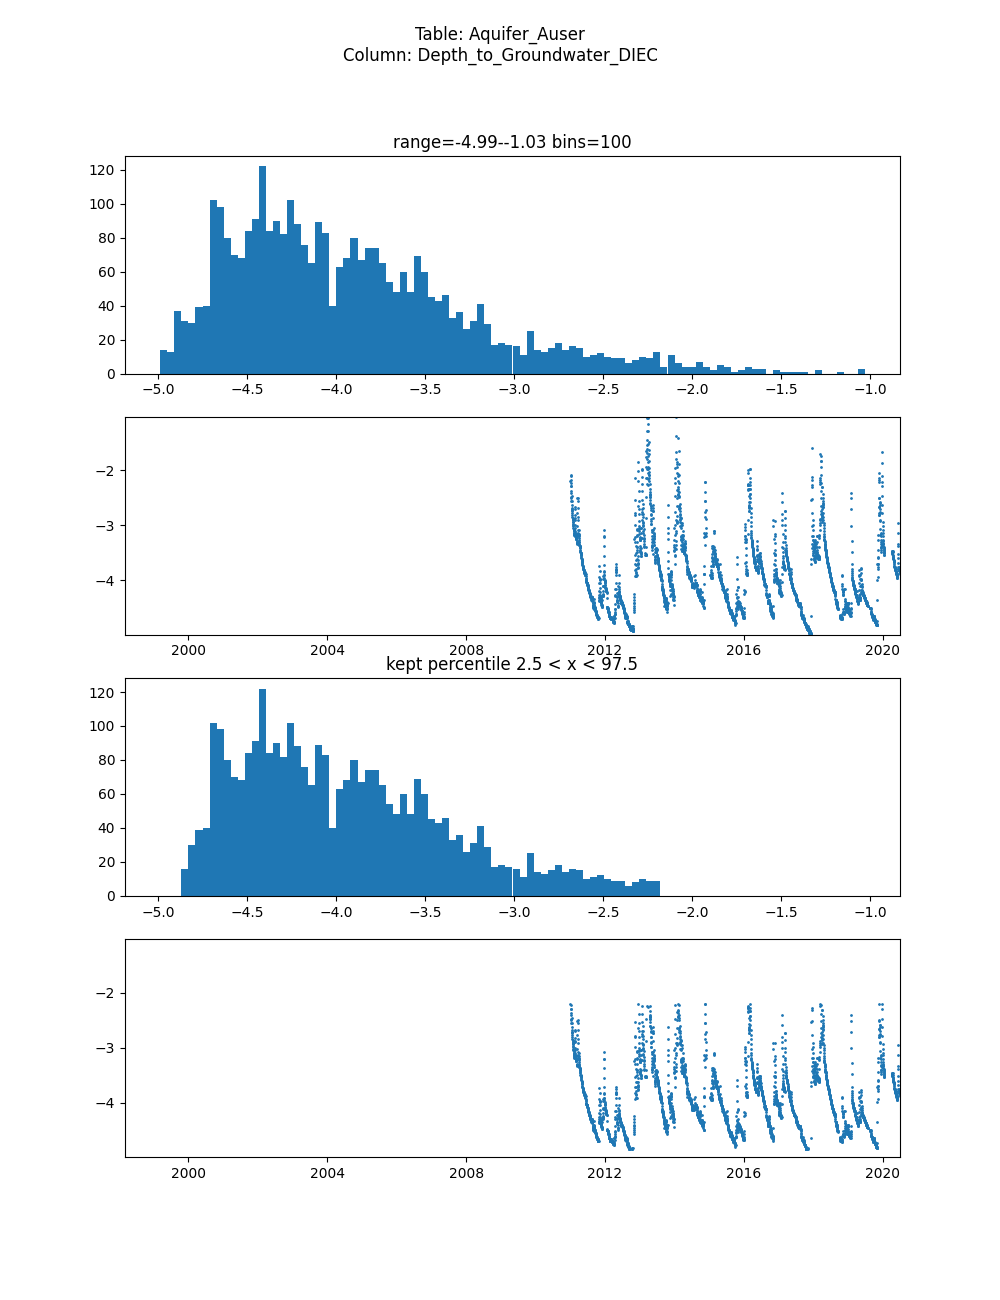 Table: Aquifer_Auser
Column: Depth_to_Groundwater_DIEC
range=-4.99--1.03 bins=100
120
100
80
60
40
20
0
−5.0 −4.5 −4.0 −3.5 −3.0 −2.5 −2.0 −1.5 −1.0
−2
−3
−4
2000 2004 2008 2012 2016 2020
kept percentile 2.5 < x < 97.5
120
100
80
60
40
20
0
−5.0 −4.5 −4.0 −3.5 −3.0 −2.5 −2.0 −1.5 −1.0
−2
−3
−4
2000 2004 2008 2012 2016 2020